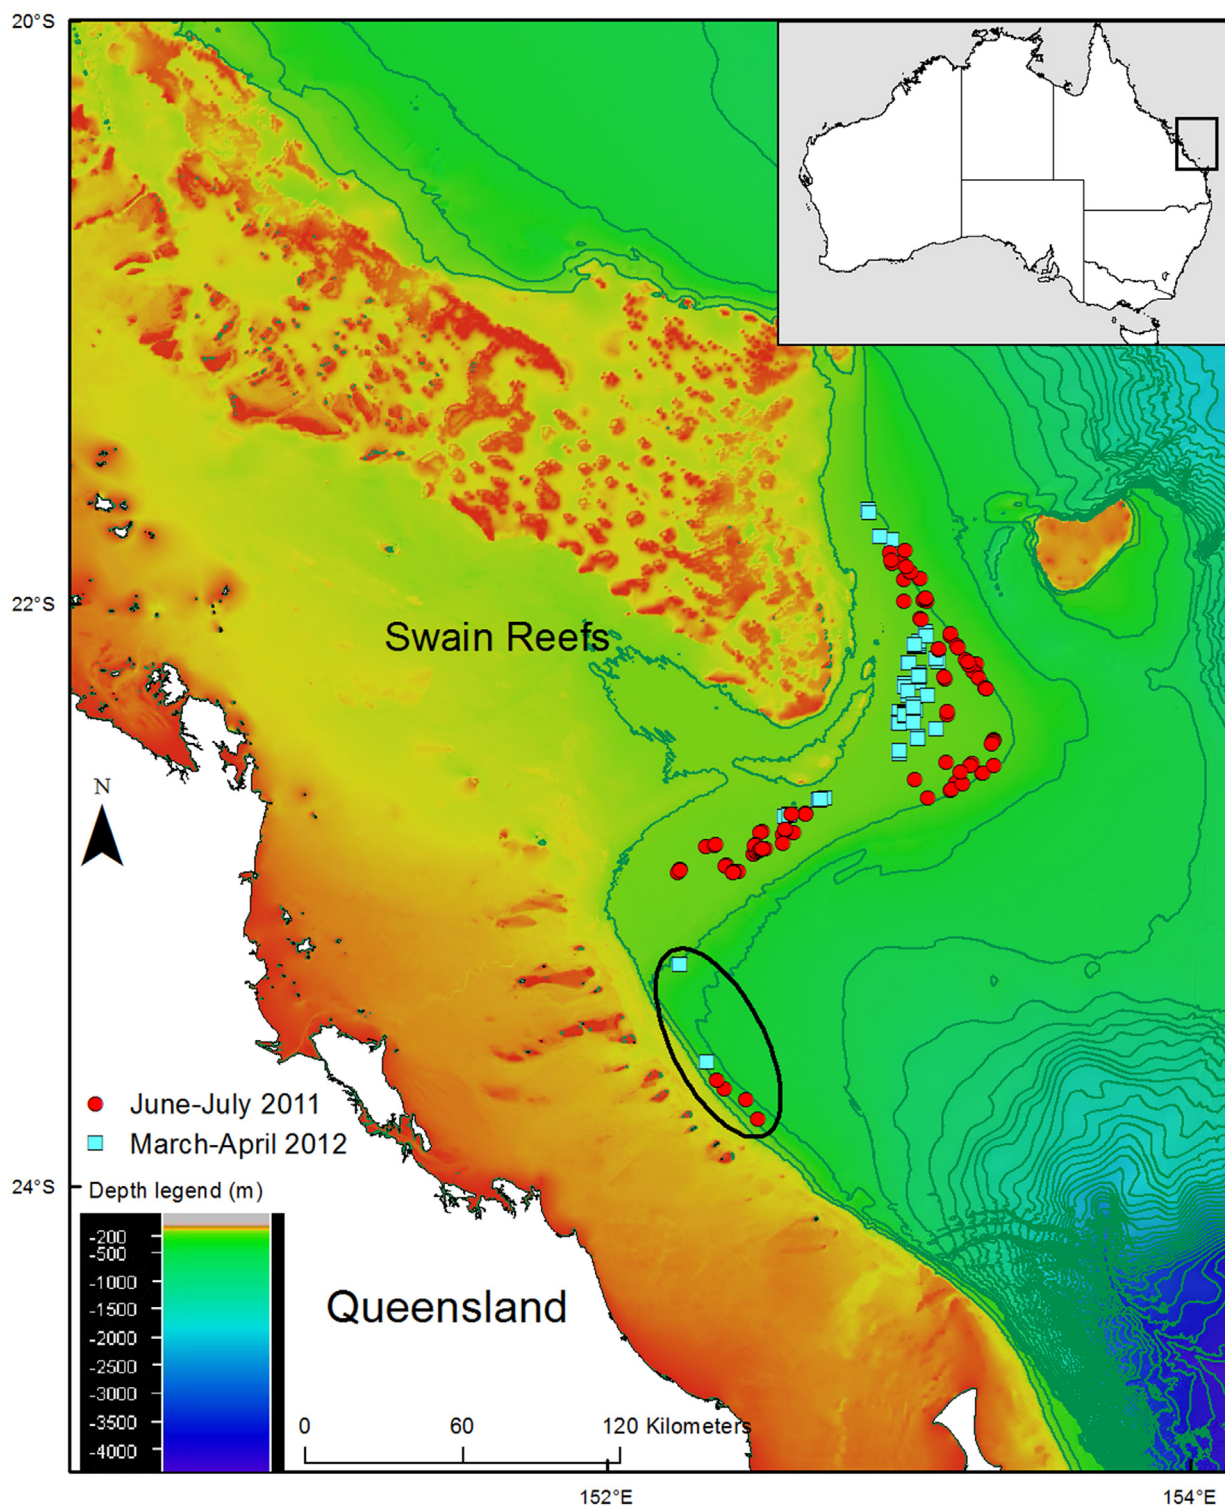 20°S
22°S
Swain Reefs
N
June-July 2011
March-April 2012
24°S
Depth legend (m)
-200
-500
-1000
-1500
-2000
-2500
-3000
-3500
-4000
Queensland
0 60 120 Kilometers
152°E 154°E